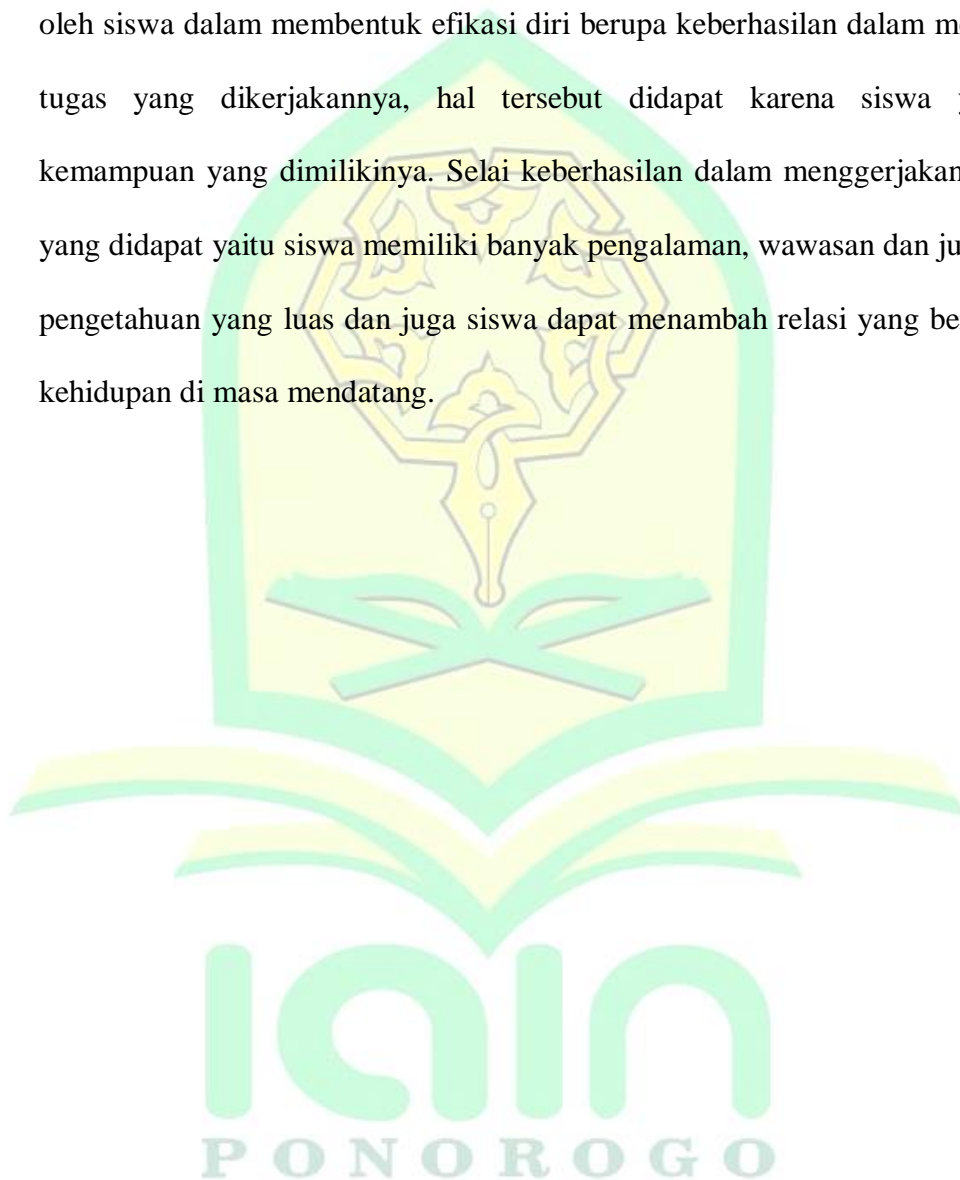 oleh siswa dalam membentuk efikasi diri berupa keberhasilan dalam
tugas yang dikerjakannya, hal tersebut didapat karena siswa
kemampuan yang dimilikinya. Selai keberhasilan dalam menggerjakan
yang didapat yaitu siswa memiliki banyak pengalaman, wawasan dan
pengetahuan yang luas dan juga siswa dapat menambah relasi yang
kehidupan di masa mendatang.
iain
PONOROGO